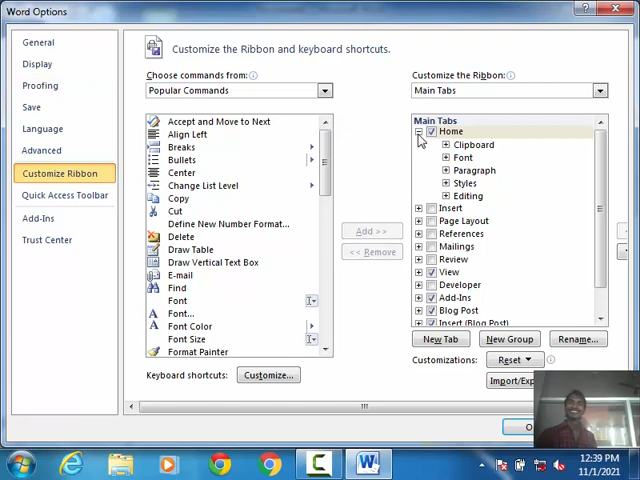 Word Options
General
Display
Proofing
Save
Language
Advanced
Customize Ribbon
Quick Access Toolbar
Add-Ins
Trust Center
Customize the Ribbon and keyboard shortcuts.
Choose commands from:
Popular Commands
Accept and Move to Next
Align Left
Breaks
Bullets
Center
Change List Level
Copy
Cut
Define New Number Format...
Delete
Draw Table
Draw Vertical Text Box
E-mail
Find
Font
Font...
Font Color
Font Size
Format Painter
Keyboard shortcuts:
Customize...
Add >>
<< Remove
Customize the Ribbon:
Main Tabs
Main Tabs
Home
Clipboard
Font
Paragraph
Styles
Editing
Insert
Page Layout
References
Mailings
Review
View
Developer
Add-Ins
Blog Post
Insert (Blog Post)
New Tab
New Group
Rename...
Customizations:
Reset
Import/Exp
O
12:39 PM
11/1/2021